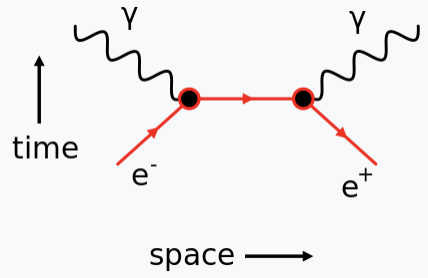 γ γ
time
e⁻
e⁺
space